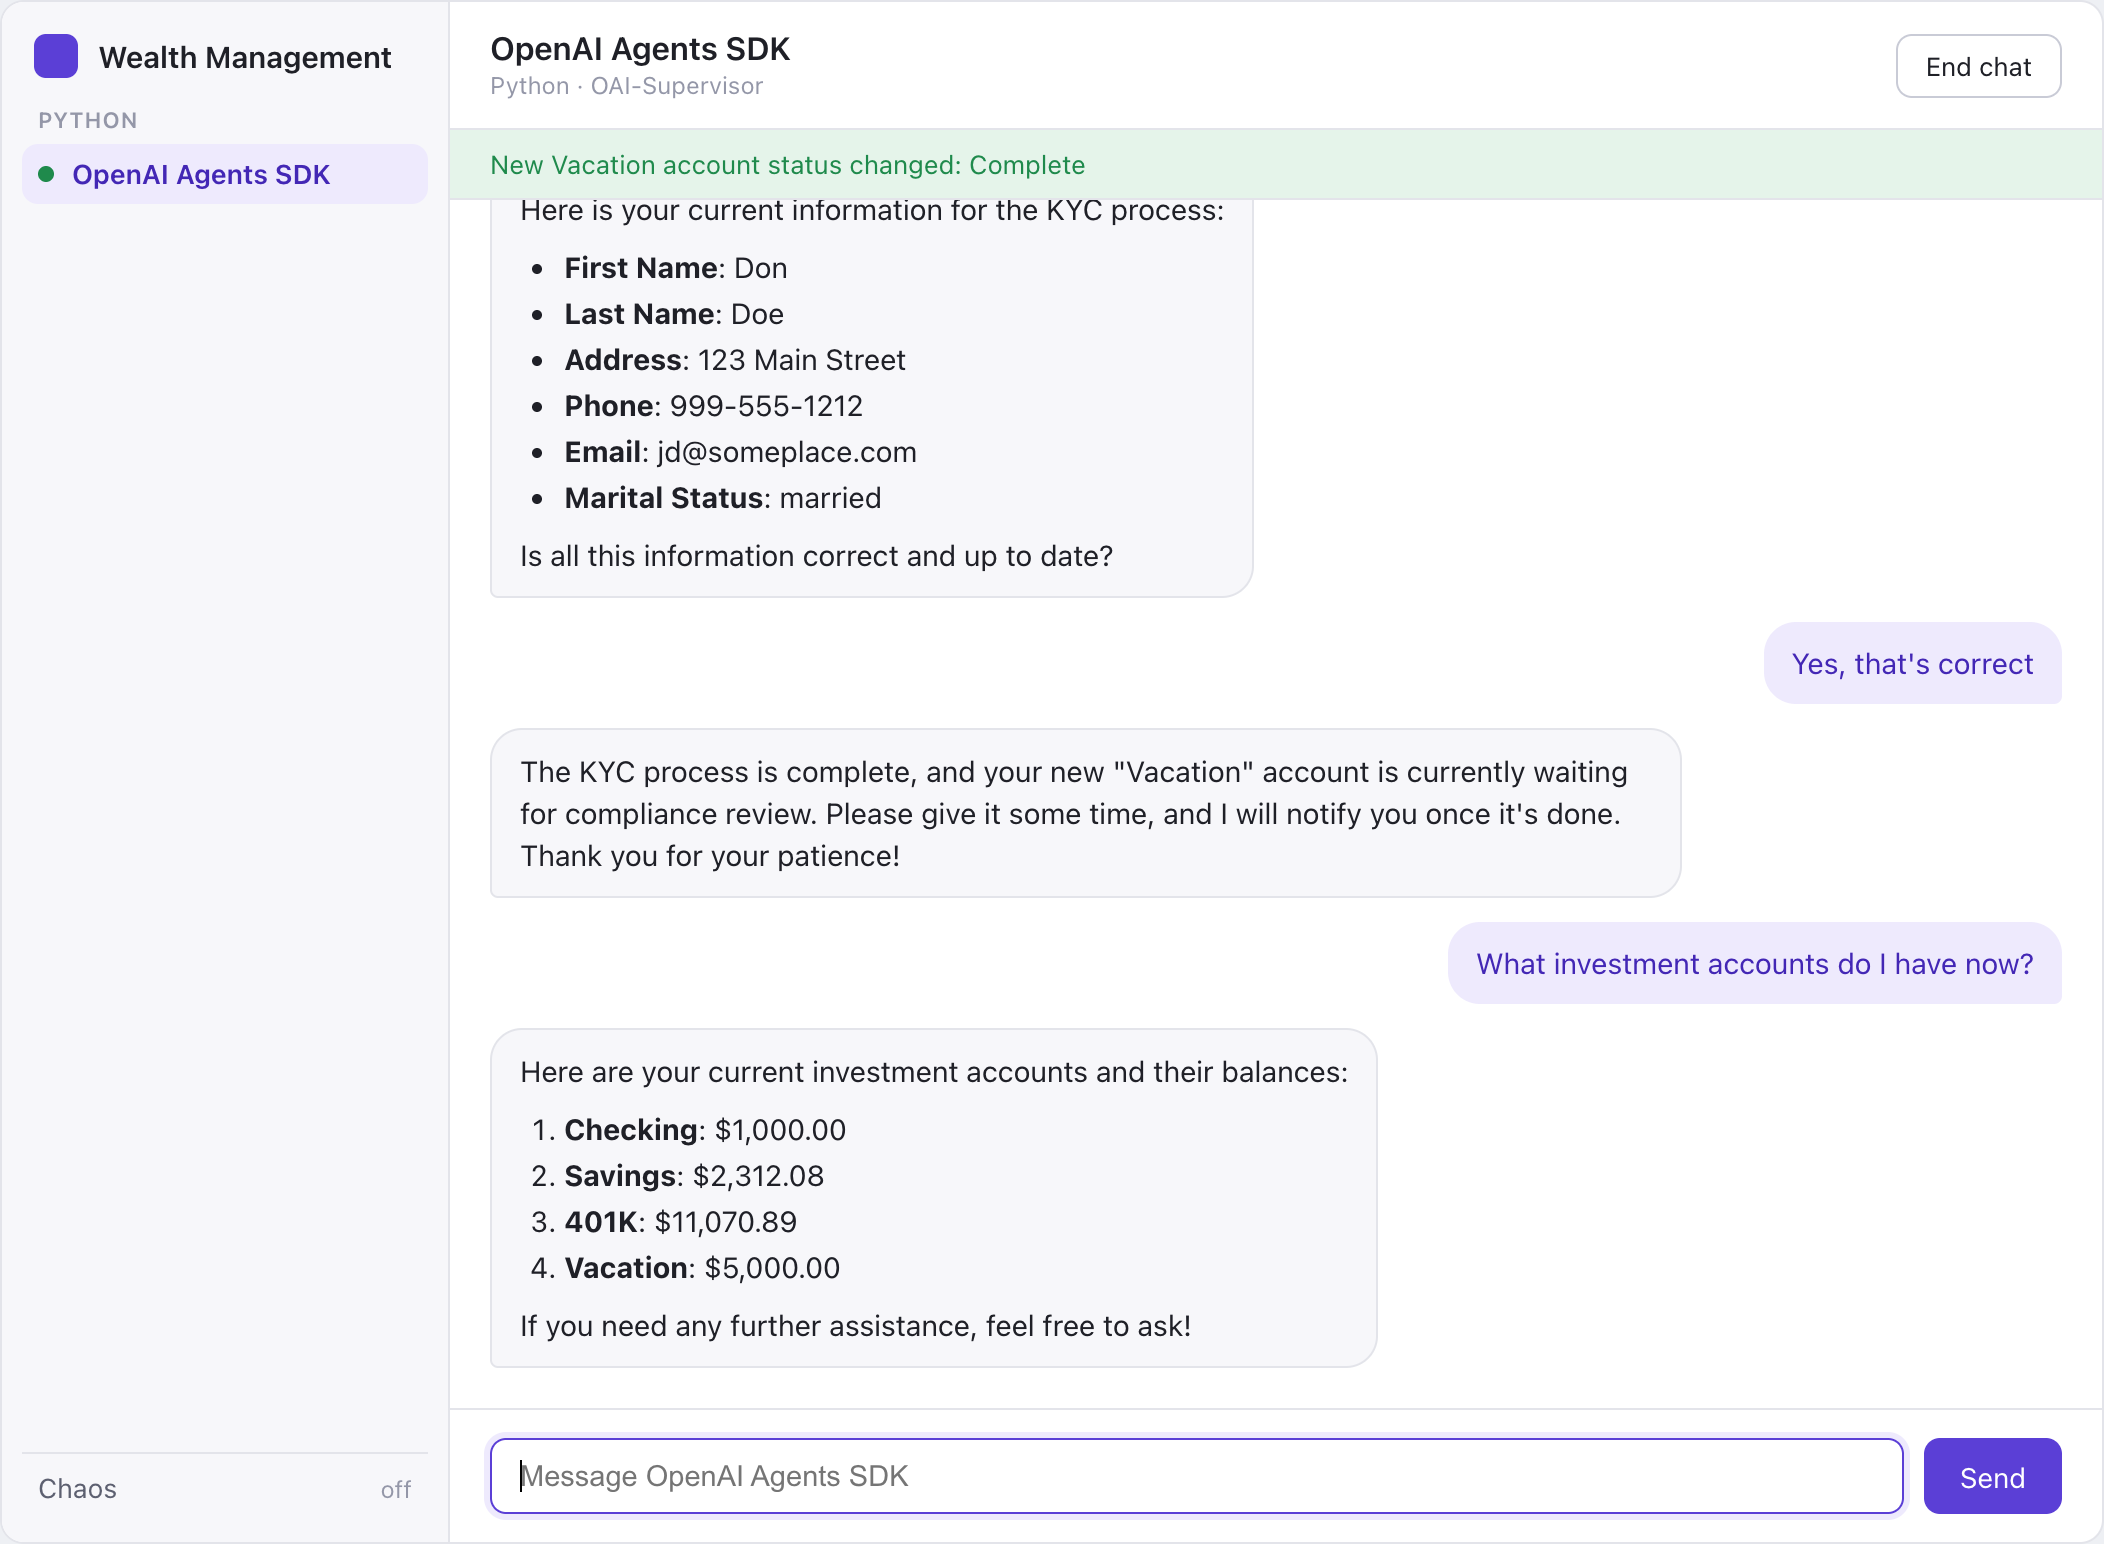 Wealth Management
PYTHON
OpenAI Agents SDK
Chaos
off
OpenAI Agents SDK
Python · OAI-Supervisor
End chat
New Vacation account status changed: Complete
Here is your current information for the KYC process:
• First Name: Don
• Last Name: Doe
• Address: 123 Main Street
• Phone: 999-555-1212
• Email: jd@someplace.com
• Marital Status: married
Is all this information correct and up to date?
Yes, that's correct
The KYC process is complete, and your new "Vacation" account is currently waiting
for compliance review. Please give it some time, and I will notify you once it's done.
Thank you for your patience!
What investment accounts do I have now?
Here are your current investment accounts and their balances:
1. Checking: $1,000.00
2. Savings: $2,312.08
3. 401K: $11,070.89
4. Vacation: $5,000.00
If you need any further assistance, feel free to ask!
Message OpenAI Agents SDK
Send